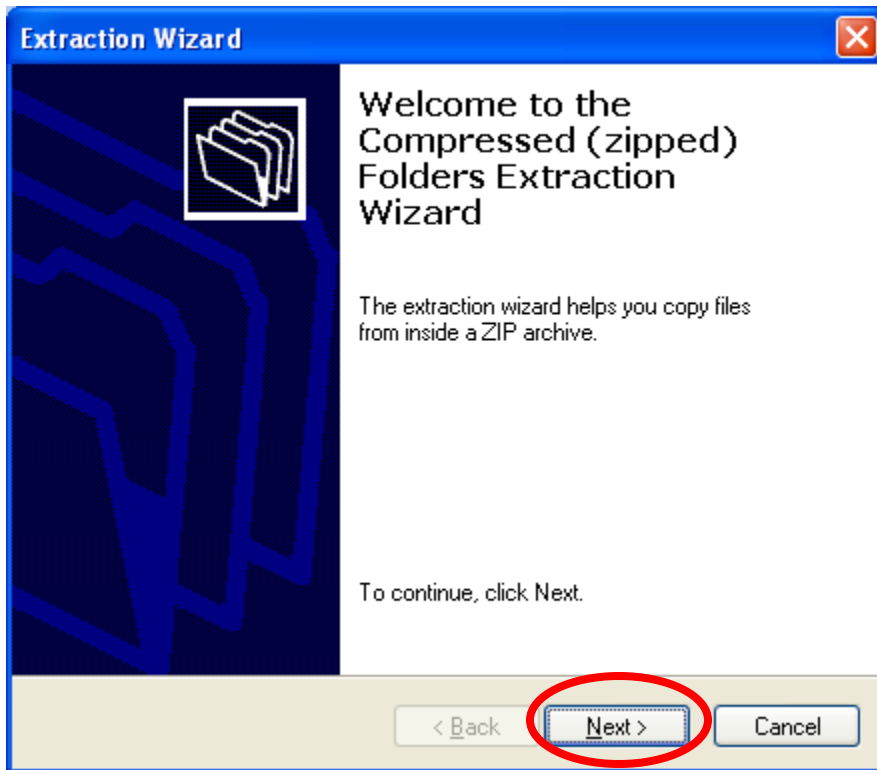 Extraction Wizard
Welcome to the
Compressed (zipped)
Folders Extraction
Wizard
The extraction wizard helps you copy files
from inside a ZIP archive.
To continue, click Next.
< Back Next > Cancel